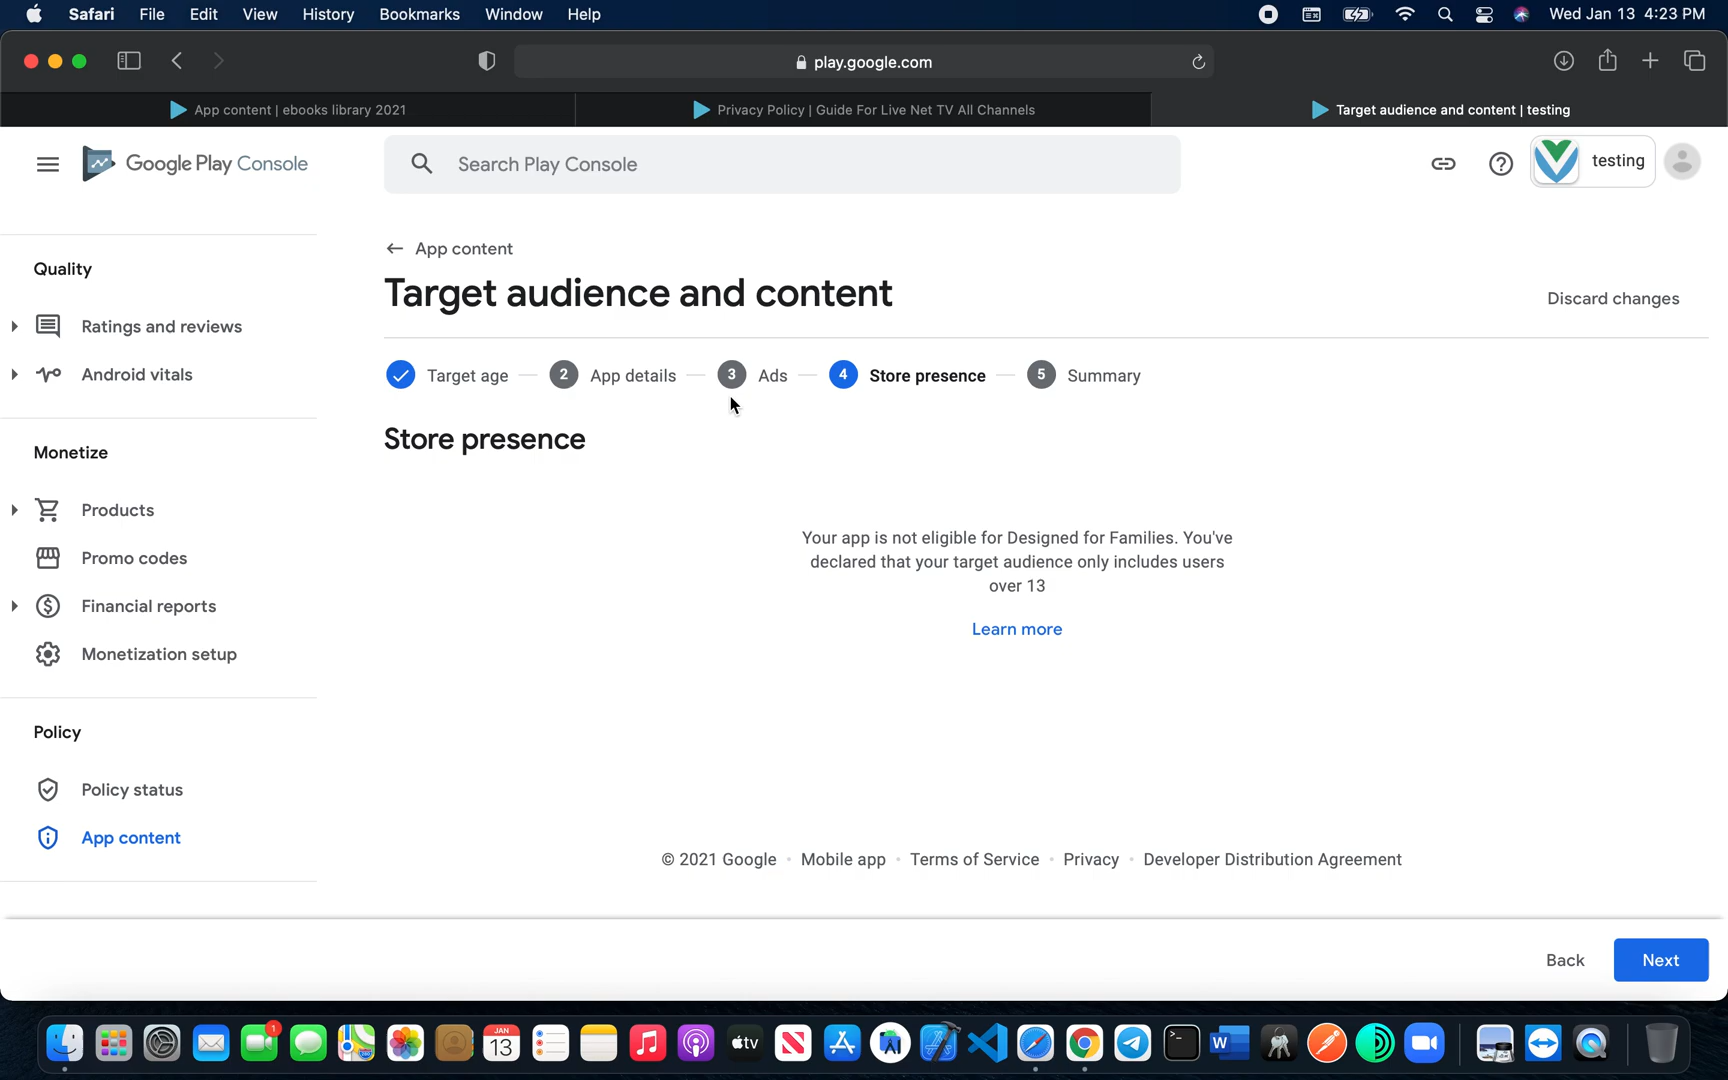 Safari File Edit View History Bookmarks Window Help Wed Jan 13 4:23 PM
play.google.com
App content | ebooks library 2021
Privacy Policy | Guide For Live Net TV All Channels
Target audience and content | testing
Google Play Console
Search Play Console
testing
Quality
Ratings and reviews
Android vitals
Monetize
Products
Promo codes
Financial reports
Monetization setup
Policy
Policy status
App content
← App content
Target audience and content
Discard changes
Target age
2 App details
3 Ads
4 Store presence
5 Summary
Store presence
Your app is not eligible for Designed for Families. You've
declared that your target audience only includes users
over 13
Learn more
© 2021 Google · Mobile app · Terms of Service · Privacy · Developer Distribution Agreement
Back
Next
1
JAN
13
tv
W